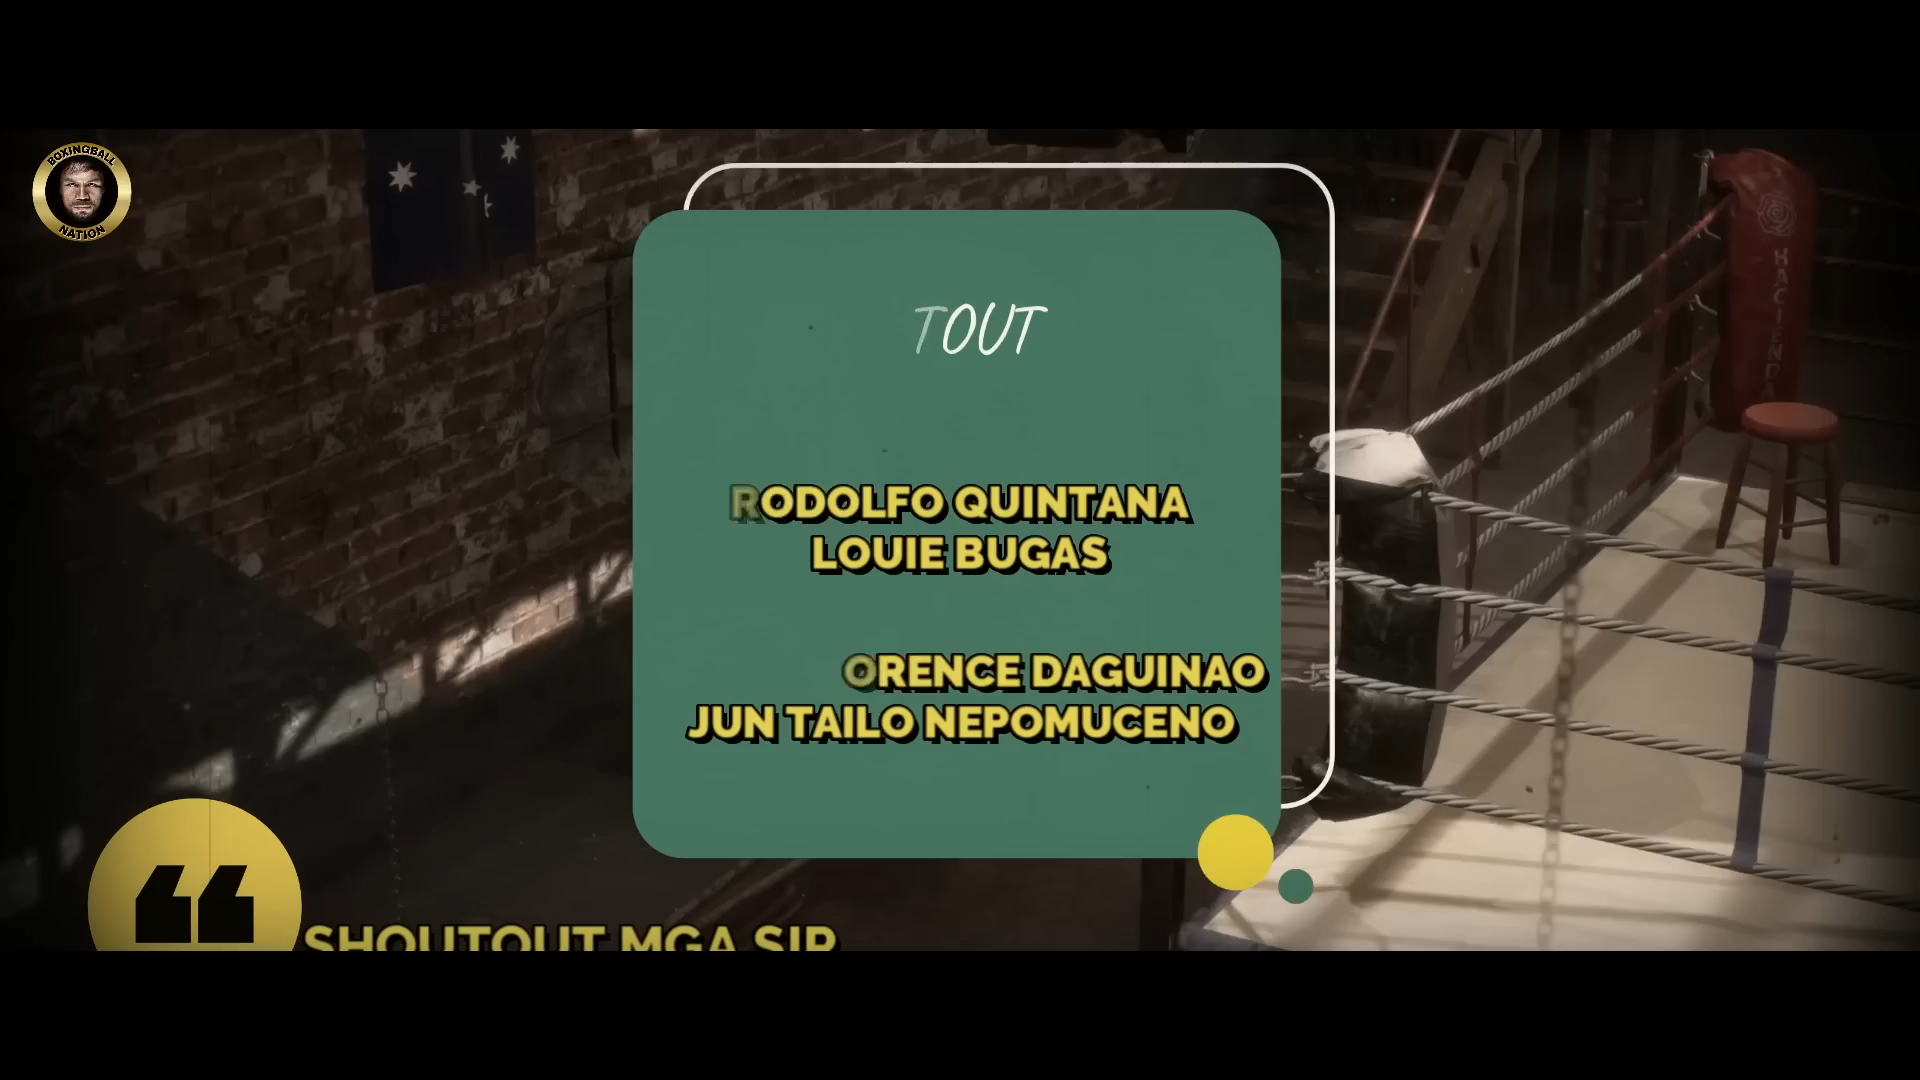 BOXINGBALL
NATION
TOUT
RODOLFO QUINTANA
LOUIE BUGAS
ORENCE DAGUINAO
JUN TAILO NEPOMUCENO
HACIENDA
SHOUTOUT MGA SIR